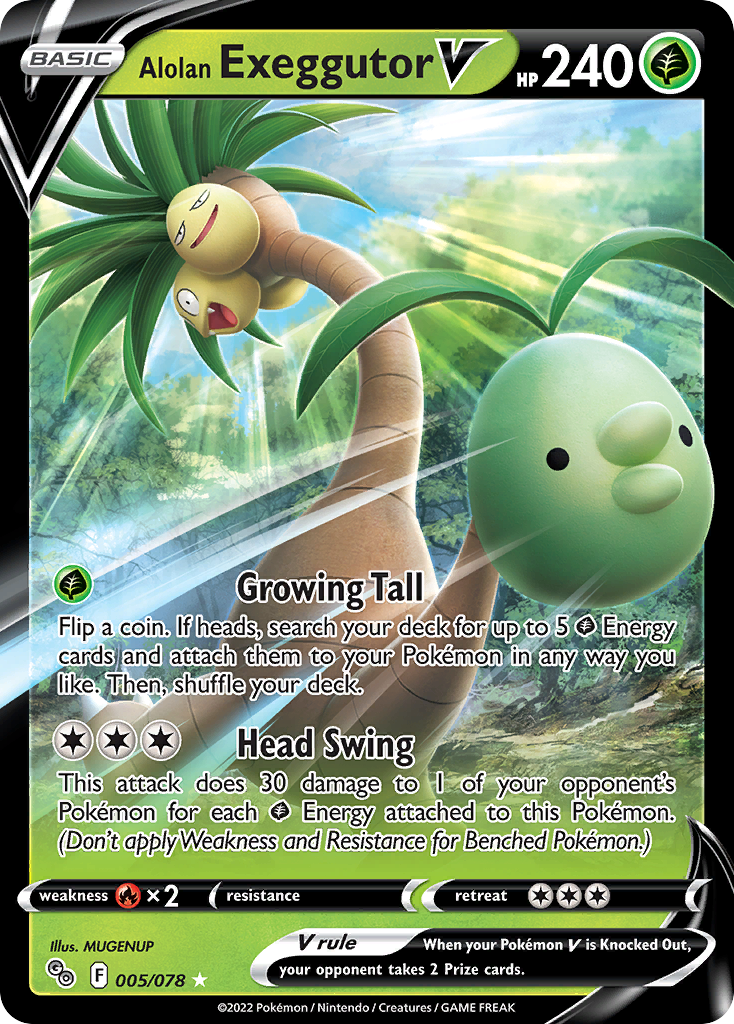 BASIC
Alolan Exeggutor V HP 240
Growing Tall
Flip a coin. If heads, search your deck for up to 5 Energy
cards and attach them to your Pokémon in any way you
like. Then, shuffle your deck.
Head Swing
This attack does 30 damage to 1 of your opponent's
Pokémon for each Energy attached to this Pokémon.
(Don't apply Weakness and Resistance for Benched Pokémon.)
weakness ×2 resistance retreat
Illus. MUGENUP
V rule When your Pokémon V is Knocked Out,
your opponent takes 2 Prize cards.
GO F 005/078 ★
©2022 Pokémon / Nintendo / Creatures / GAME FREAK